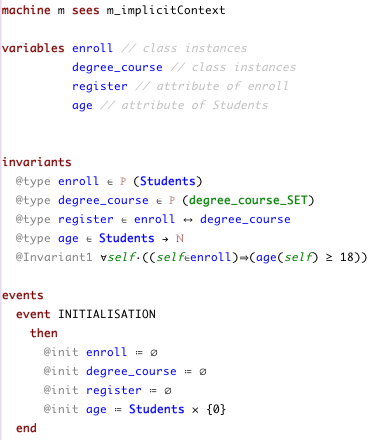 machine m sees m_implicitContext
variables enroll // class instances
degree_course // class instances
register // attribute of enroll
age // attribute of Students
invariants
@type enroll ∈ ℙ (Students)
@type degree_course ∈ ℙ (degree_course_SET)
@type register ∈ enroll ↔ degree_course
@type age ∈ Students → ℕ
@Invariant1 ∀self·((self∈enroll)⇒(age(self) ≥ 18))
events
event INITIALISATION
then
@init enroll ≔ ∅
@init degree_course ≔ ∅
@init register ≔ ∅
@init age ≔ Students × {0}
end